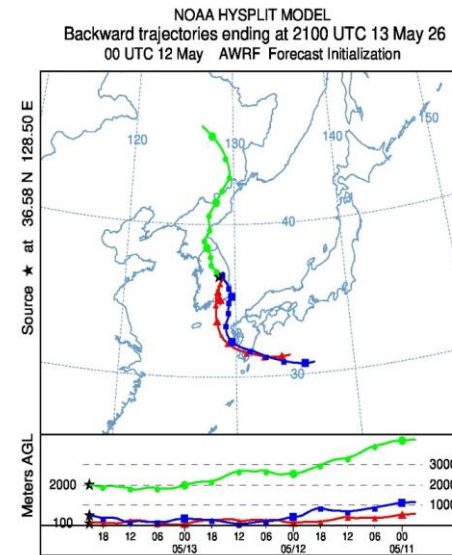 NOAA HYSPLIT MODEL
Backward trajectories ending at 2100 UTC 13 May 26
00 UTC 12 May AWRF Forecast Initialization
Source ★ at 36.58 N 128.50 E
120
130
140
150
40
30
Meters AGL
2000
100
3000
2000
1000
18 12 06 00 18 12 06 00 18 12 06 00
05/13 05/12 05/11